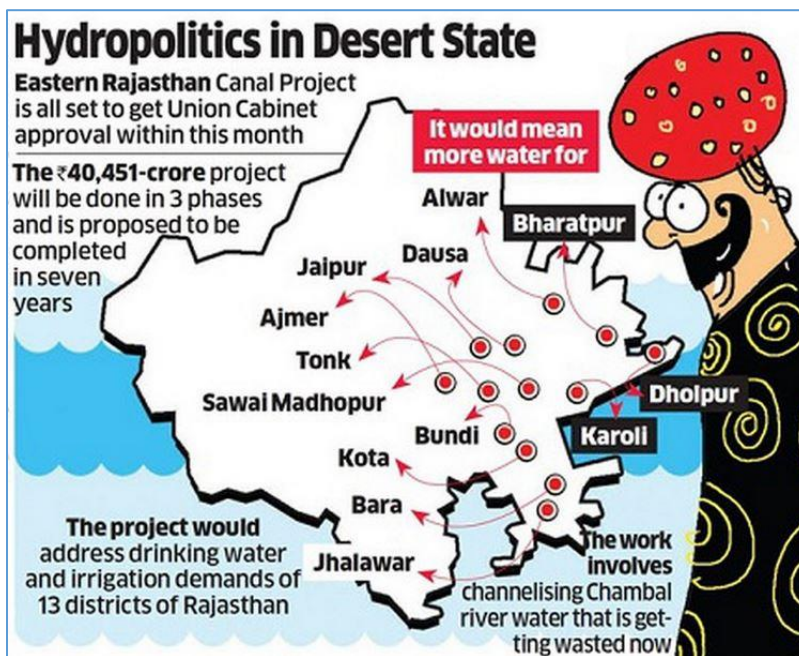 Hydropolitics in Desert State
Eastern Rajasthan Canal Project
is all set to get Union Cabinet
approval within this month
The ₹40,451-crore project
will be done in 3 phases
and is proposed to be
completed
in seven
years
It would mean
more water for
Alwar
Bharatpur
Dausa
Jaipur
Ajmer
Tonk
Sawai Madhopur
Dholpur
Bundi
Karoli
Kota
Bara
Jhalawar
The project would
address drinking water
and irrigation demands of
13 districts of Rajasthan
The work
involves
channelising Chambal
river water that is get-
ting wasted now